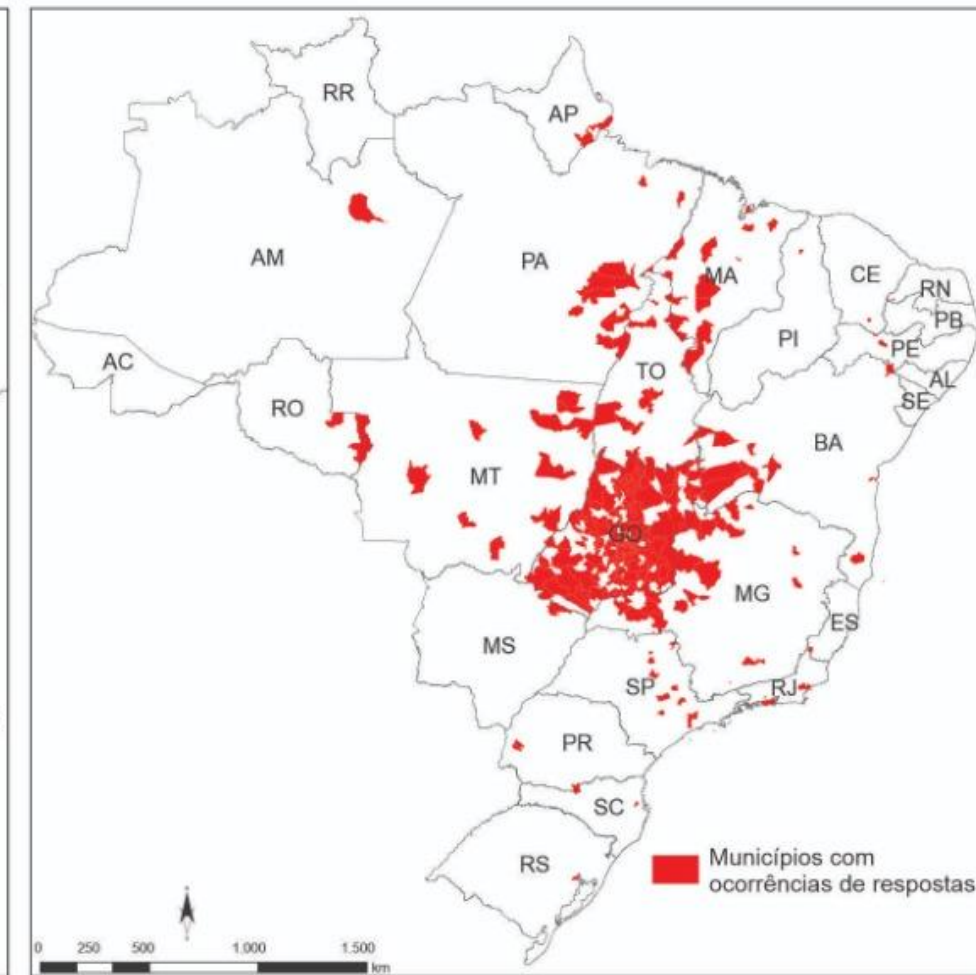 RR
AP
AM
PA
MA
CE
RN
PB
PI
PE
AC
TO
AL
SE
RO
BA
MT
GO
MG
ES
MS
SP
RJ
PR
SC
RS
Municípios com
ocorrências de respostas
0 250 500 1.000 1.500
km